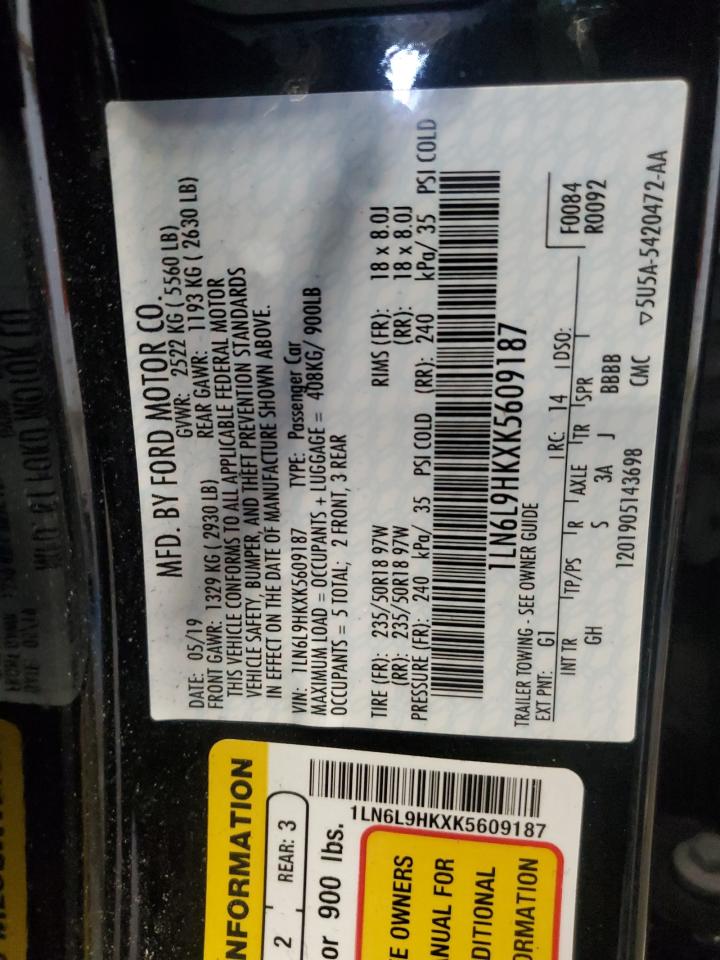 MFD. BY FORD MOTOR CO.
DATE: 05/19 GVWR: 2522 KG ( 5560 LB)
FRONT GAWR: 1329 KG ( 2930 LB) REAR GAWR: 1193 KG ( 2630 LB)
THIS VEHICLE CONFORMS TO ALL APPLICABLE FEDERAL MOTOR
VEHICLE SAFETY, BUMPER, AND THEFT PREVENTION STANDARDS
IN EFFECT ON THE DATE OF MANUFACTURE SHOWN ABOVE.
VIN: 1LN6L9HKXK5609187 TYPE: Passenger Car
MAXIMUM LOAD = OCCUPANTS + LUGGAGE = 408KG/ 900LB
OCCUPANTS = 5 TOTAL; 2 FRONT, 3 REAR
TIRE (FR): 235/50R18 97W RIMS (FR): 18 x 8.0J
(RR): 235/50R18 97W (RR): 18 x 8.0J
PRESSURE (FR): 240 kPa/ 35 PSI COLD (RR): 240 kPa/ 35 PSI COLD
1LN6L9HKXK5609187
TRAILER TOWING - SEE OWNER GUIDE
EXT PNT: G1 RC: 14 DSO: F0084
R0092
INT TR TP/PS R AXLE TR SPR
GH S 3A J BBBB
1201905143698 CMC ▽5U5A-5420472-AA
NFORMATION
2 REAR: 3
or 900 lbs.
1LN6L9HKXK5609187
E OWNERS
NUAL FOR
DITIONAL
ORMATION